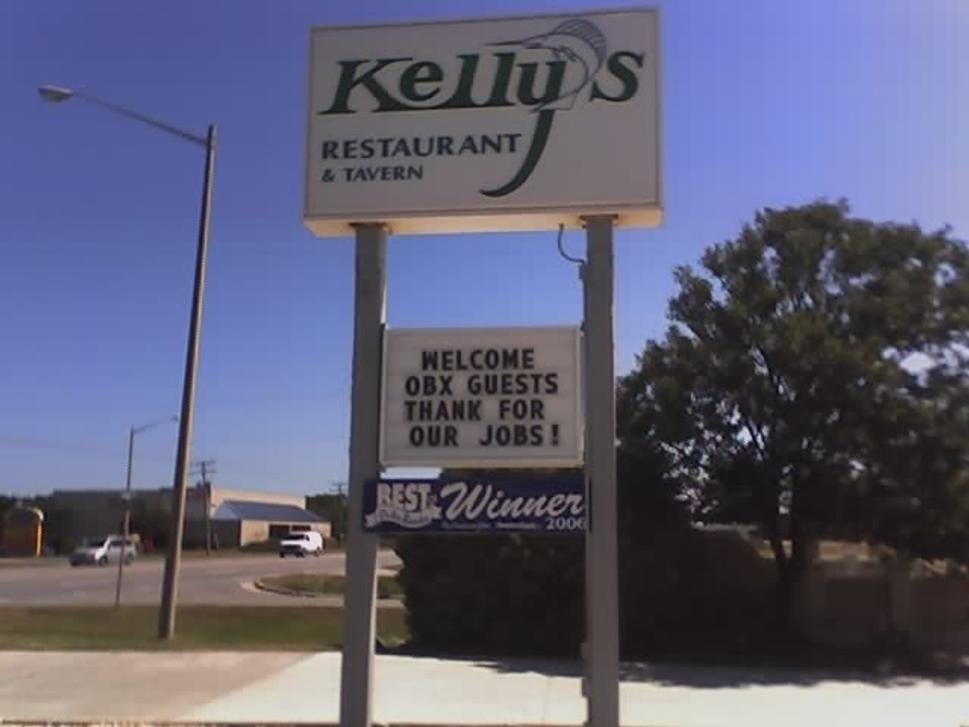 Kelly's
RESTAURANT
& TAVERN
WELCOME
OBX GUESTS
THANK FOR
OUR JOBS!
BEST
Winner
2006